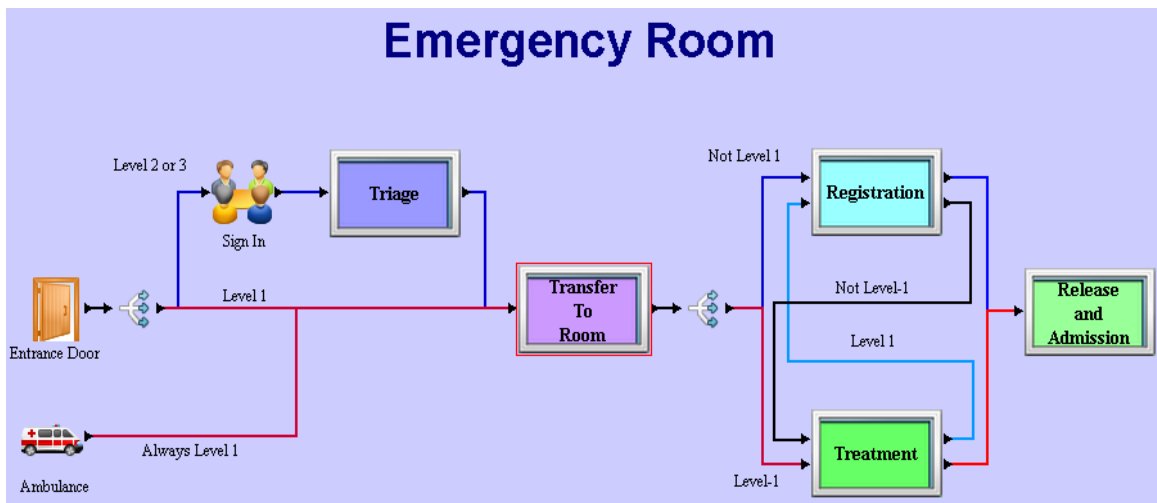 Emergency Room
Level 2 or 3
Triage
Sign In
Not Level 1
Registration
Level 1
Transfer
To
Room
Not Level-1
Release
and
Admission
Entrance Door
Level 1
Always Level 1
Treatment
Level-1
Ambulance